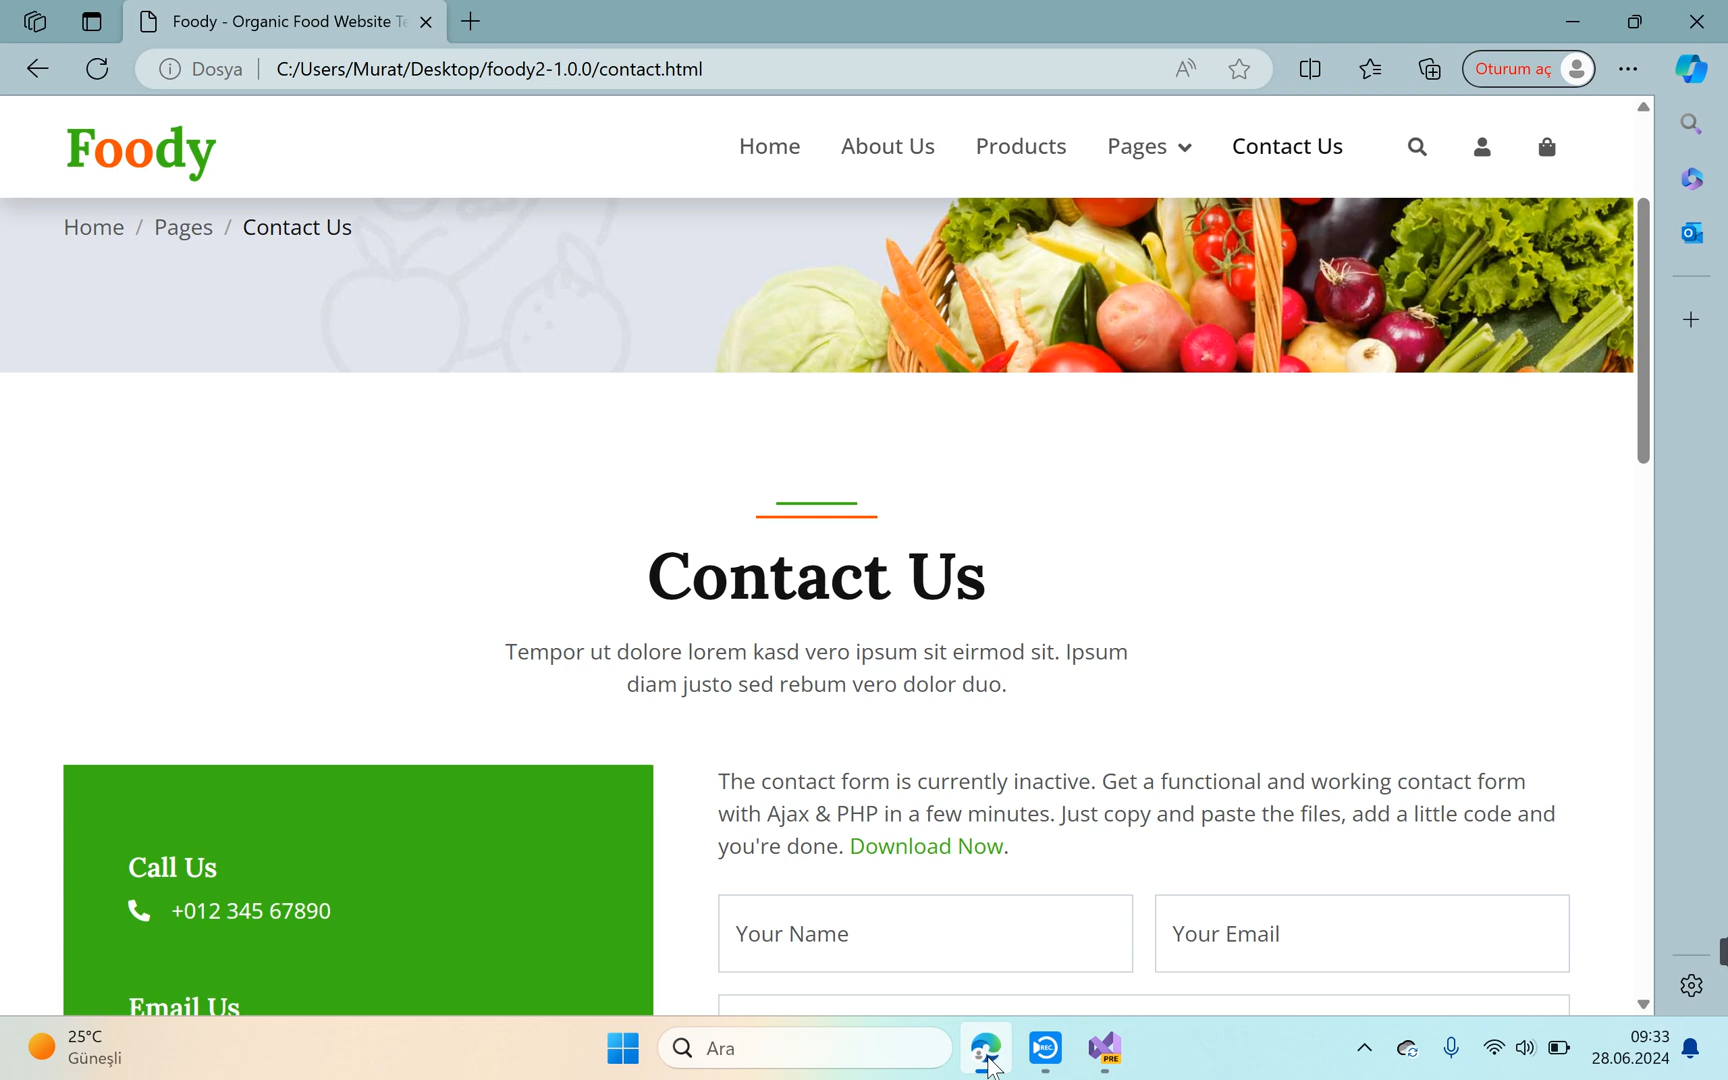 Foody - Organic Food Website Te
Dosya
C:/Users/Murat/Desktop/foody2-1.0.0/contact.html
Oturum aç
Foody
Home
About Us
Products
Pages
Contact Us
Home / Pages / Contact Us
Contact Us
Tempor ut dolore lorem kasd vero ipsum sit eirmod sit. Ipsum
diam justo sed rebum vero dolor duo.
The contact form is currently inactive. Get a functional and working contact form
with Ajax & PHP in a few minutes. Just copy and paste the files, add a little code and
you're done. Download Now.
Call Us
+012 345 67890
Your Name
Your Email
Email Us
25°C
Güneşli
Ara
REC
PRE
09:33
28.06.2024